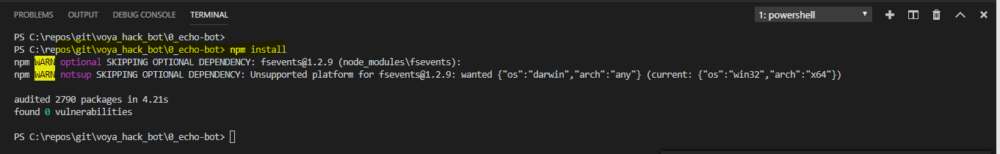 PROBLEMS OUTPUT DEBUG CONSOLE TERMINAL 1: powershell
PS C:\repos\git\voya_hack_bot\0_echo-bot>
PS C:\repos\git\voya_hack_bot\0_echo-bot> npm install
npm WARN optional SKIPPING OPTIONAL DEPENDENCY: fsevents@1.2.9 (node_modules\fsevents):
npm WARN notsup SKIPPING OPTIONAL DEPENDENCY: Unsupported platform for fsevents@1.2.9: wanted {"os":"darwin","arch":"any"} (current: {"os":"win32","arch":"x64"})
audited 2790 packages in 4.21s
found 0 vulnerabilities
PS C:\repos\git\voya_hack_bot\0_echo-bot>